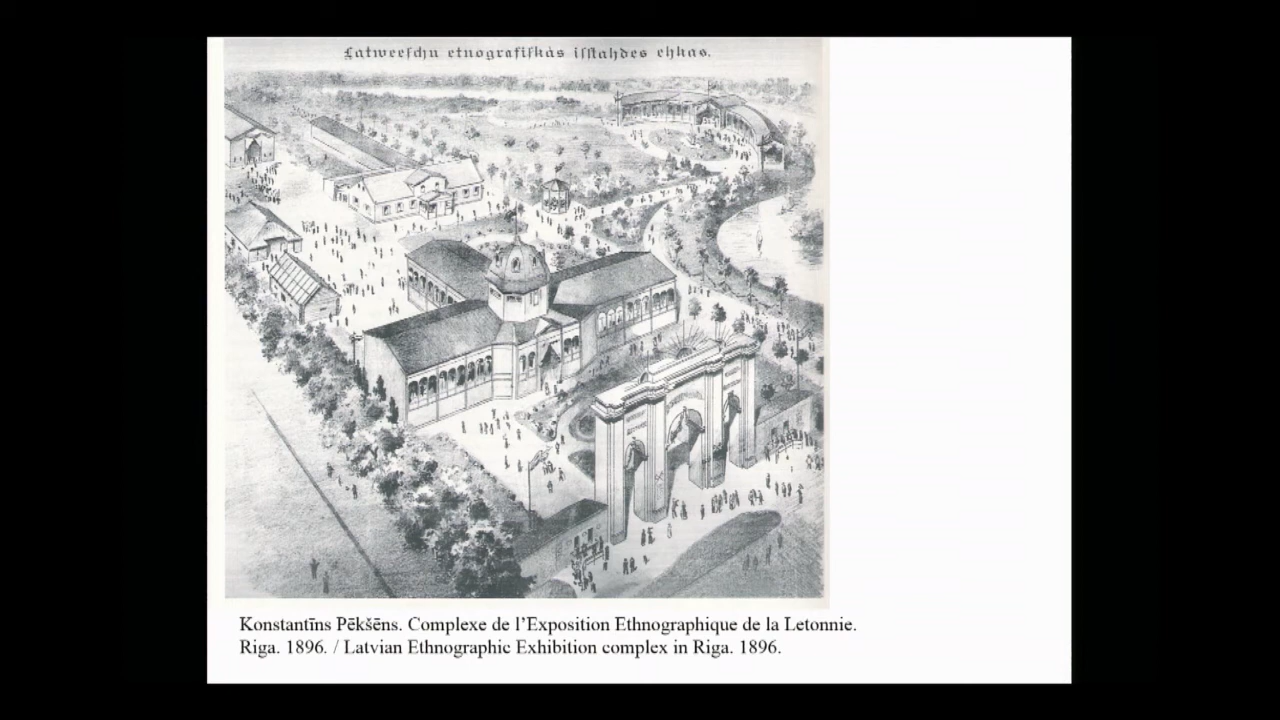 Latweeſchu etnografiſkàs iſſtahdes ehkas.
Konstantīns Pēkšēns. Complexe de l’Exposition Ethnographique de la Letonnie.
Riga. 1896. / Latvian Ethnographic Exhibition complex in Riga. 1896.